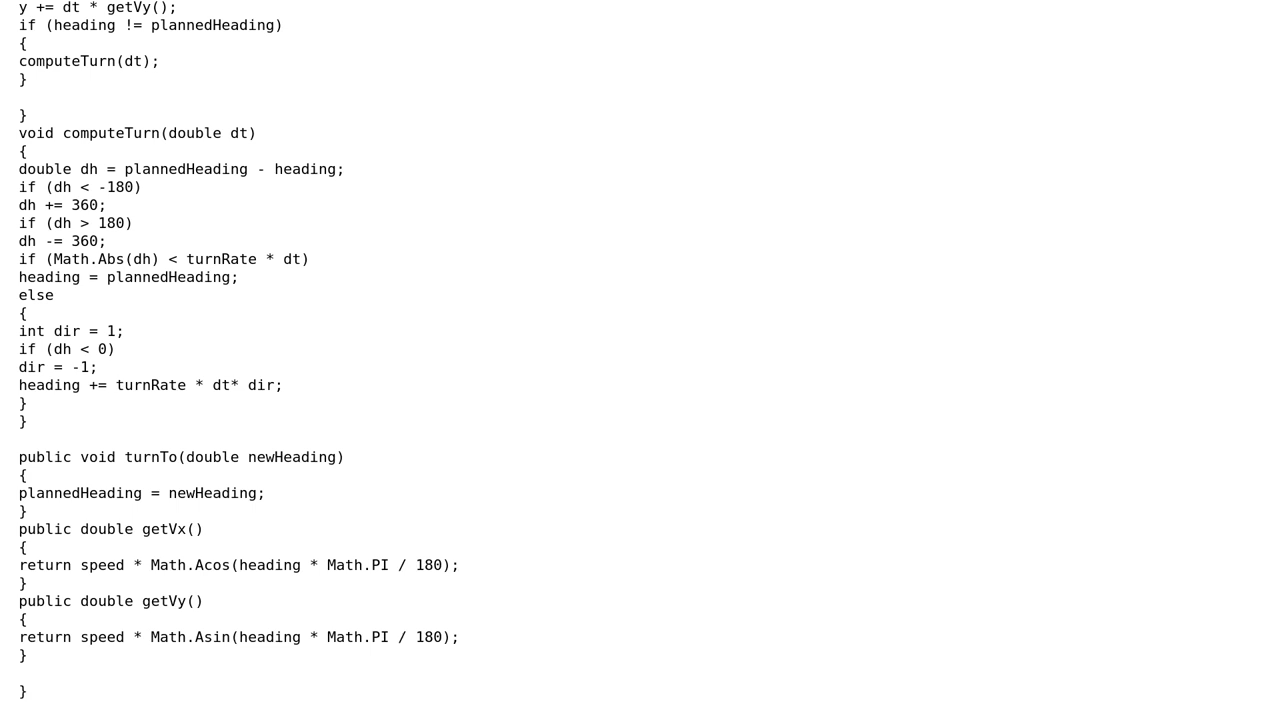 y += dt * getVy();
if (heading != plannedHeading)
{
computeTurn(dt);
}
}
void computeTurn(double dt)
{
double dh = plannedHeading - heading;
if (dh < -180)
dh += 360;
if (dh > 180)
dh -= 360;
if (Math.Abs(dh) < turnRate * dt)
heading = plannedHeading;
else
{
int dir = 1;
if (dh < 0)
dir = -1;
heading += turnRate * dt* dir;
}
}
public void turnTo(double newHeading)
{
plannedHeading = newHeading;
}
public double getVx()
{
return speed * Math.Acos(heading * Math.PI / 180);
}
public double getVy()
{
return speed * Math.Asin(heading * Math.PI / 180);
}
}